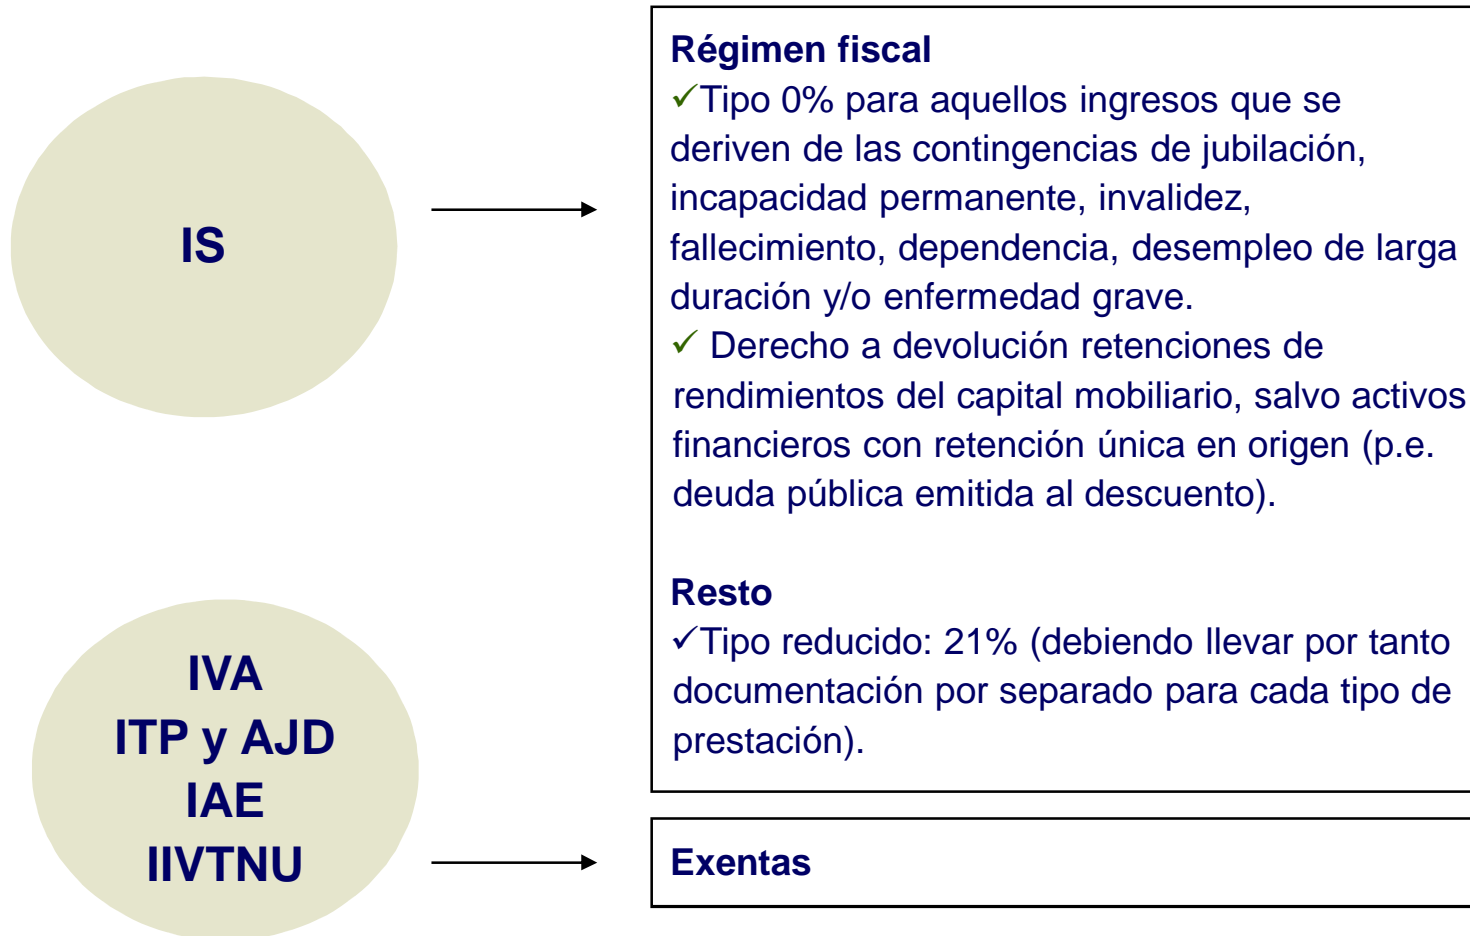 IS
Régimen fiscal
✓Tipo 0% para aquellos ingresos que se
deriven de las contingencias de jubilación,
incapacidad permanente, invalidez,
fallecimiento, dependencia, desempleo de larga
duración y/o enfermedad grave.
✓ Derecho a devolución retenciones de
rendimientos del capital mobiliario, salvo activos
financieros con retención única en origen (p.e.
deuda pública emitida al descuento).
Resto
✓Tipo reducido: 21% (debiendo llevar por tanto
documentación por separado para cada tipo de
prestación).
IVA
ITP y AJD
IAE
IIVTNU
Exentas